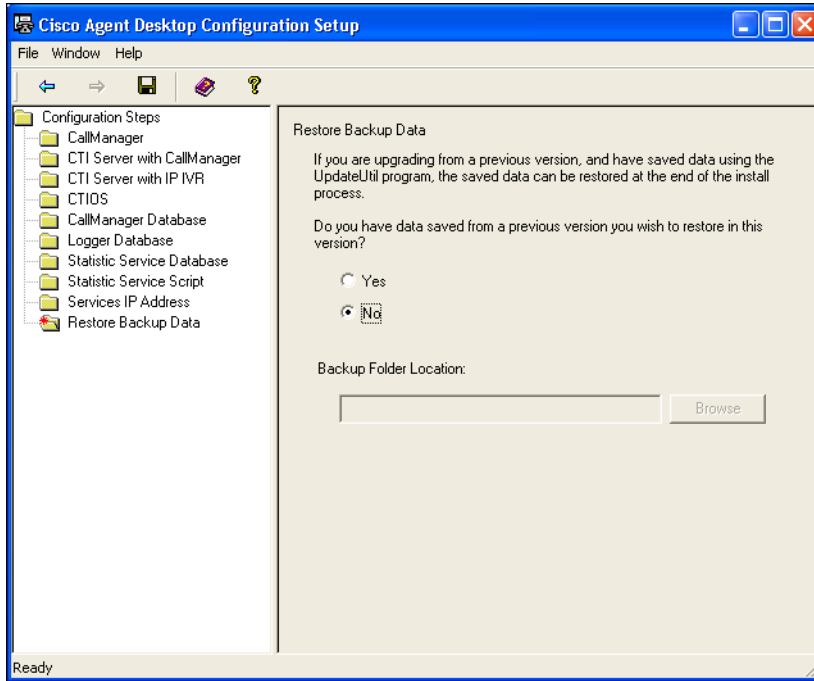 Cisco Agent Desktop Configuration Setup
File Window Help
Configuration Steps
CallManager
CTI Server with CallManager
CTI Server with IP IVR
CTIOS
CallManager Database
Logger Database
Statistic Service Database
Statistic Service Script
Services IP Address
Restore Backup Data
Restore Backup Data
If you are upgrading from a previous version, and have saved data using the
UpdateUtil program, the saved data can be restored at the end of the install
process.
Do you have data saved from a previous version you wish to restore in this
version?
Yes
No
Backup Folder Location:
Browse
Ready